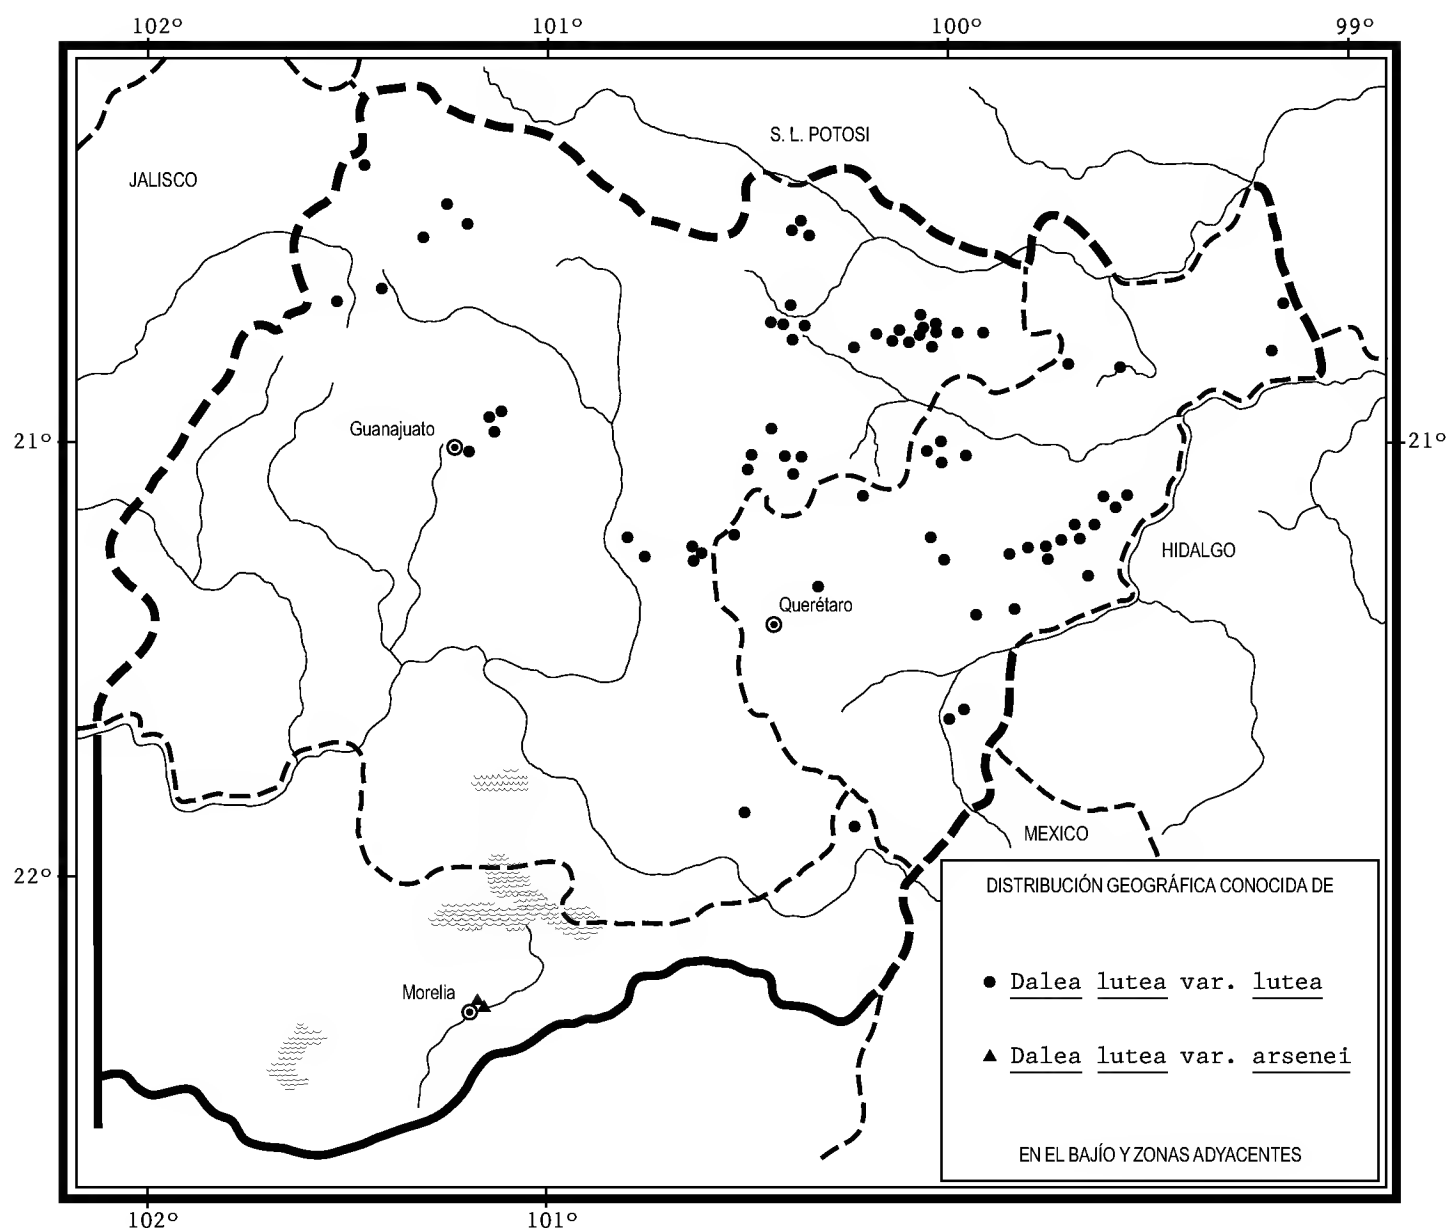 102º 101º 100º 99º
S. L. POTOSI
JALISCO
Guanajuato
21º
21º
HIDALGO
Querétaro
MEXICO
22º
DISTRIBUCIÓN GEOGRÁFICA CONOCIDA DE
Dalea lutea var. lutea
Morelia
Dalea lutea var. arsenei
EN EL BAJÍO Y ZONAS ADYACENTES
102º 101º